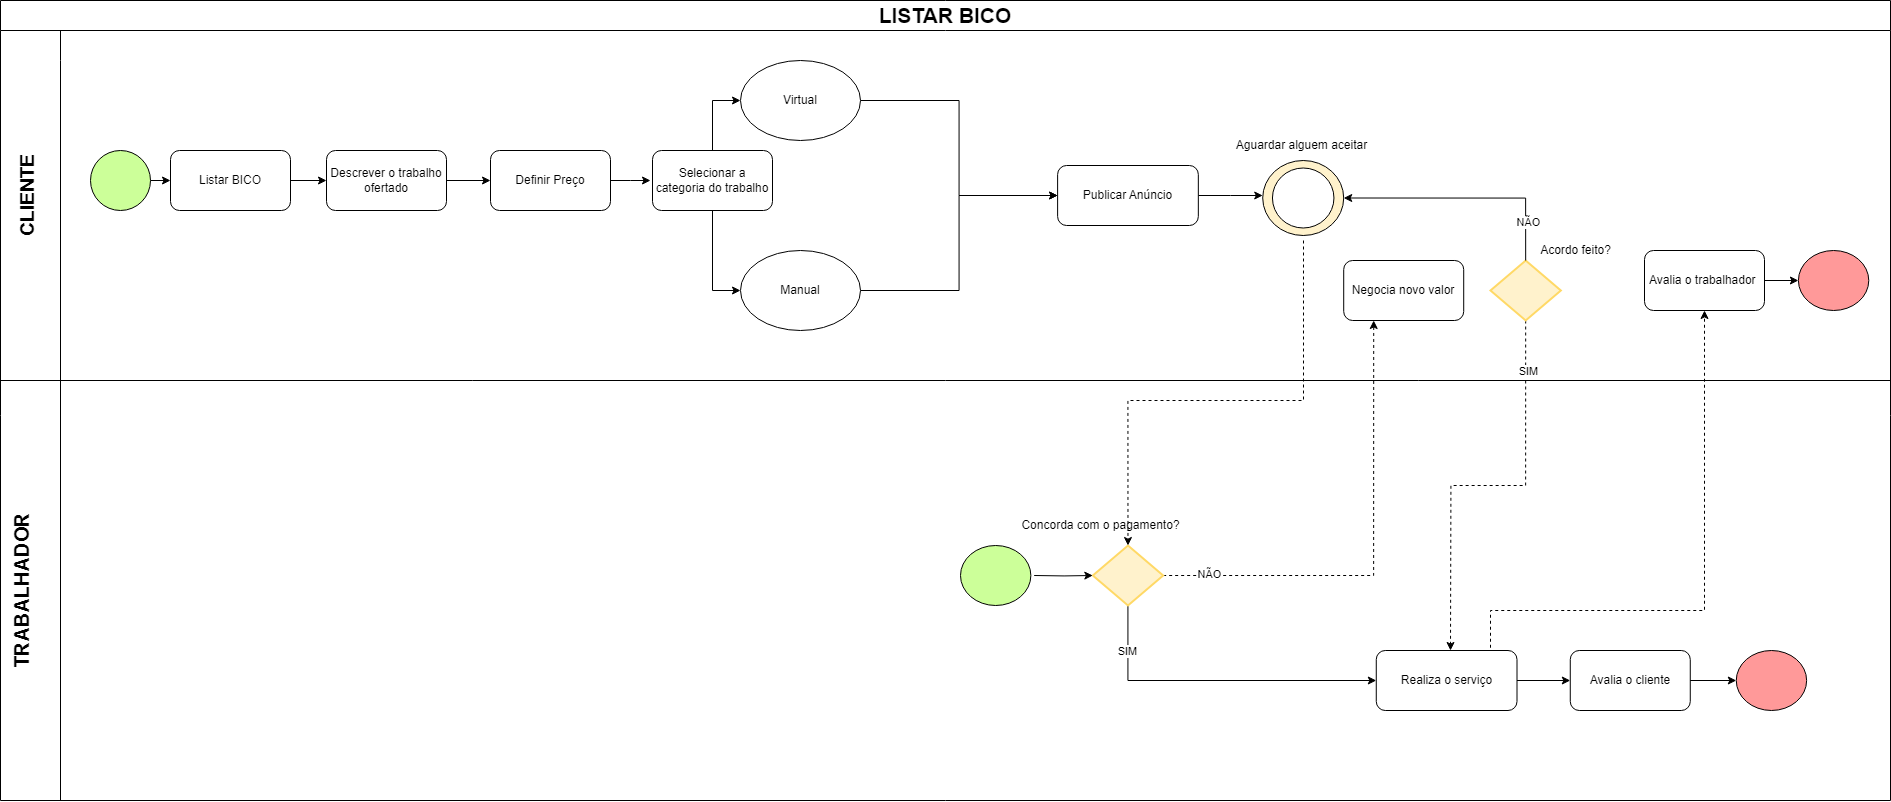 LISTAR BICO
CLIENTE
Listar BICO
Descrever o trabalho
ofertado
Definir Preço
Selecionar a
categoria do trabalho
Virtual
Manual
Publicar Anúncio
Aguardar alguem aceitar
Negocia novo valor
NÃO
Acordo feito?
SIM
Avalia o trabalhador
TRABALHADOR
Concorda com o pagamento?
NÃO
SIM
Realiza o serviço
Avalia o cliente